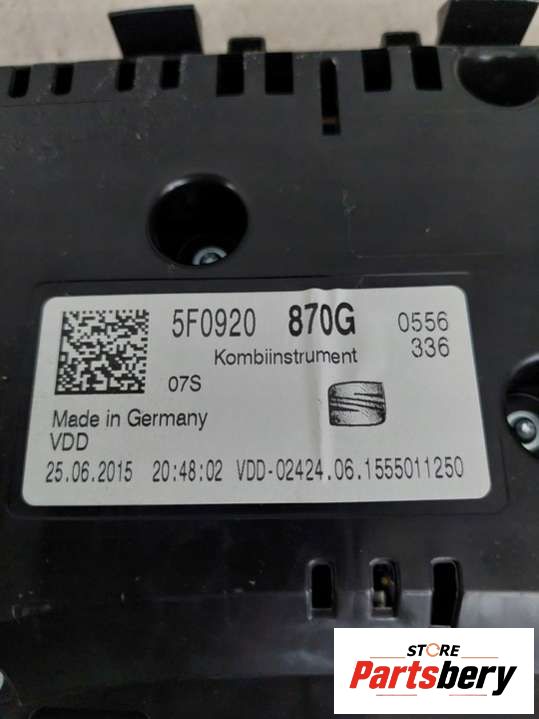 5F0920 870G 0556
Kombiinstrument 336
07S
Made in Germany
VDD
25.06.2015 20:48:02 VDD-02424.06.1555011250
STORE
Partsbery